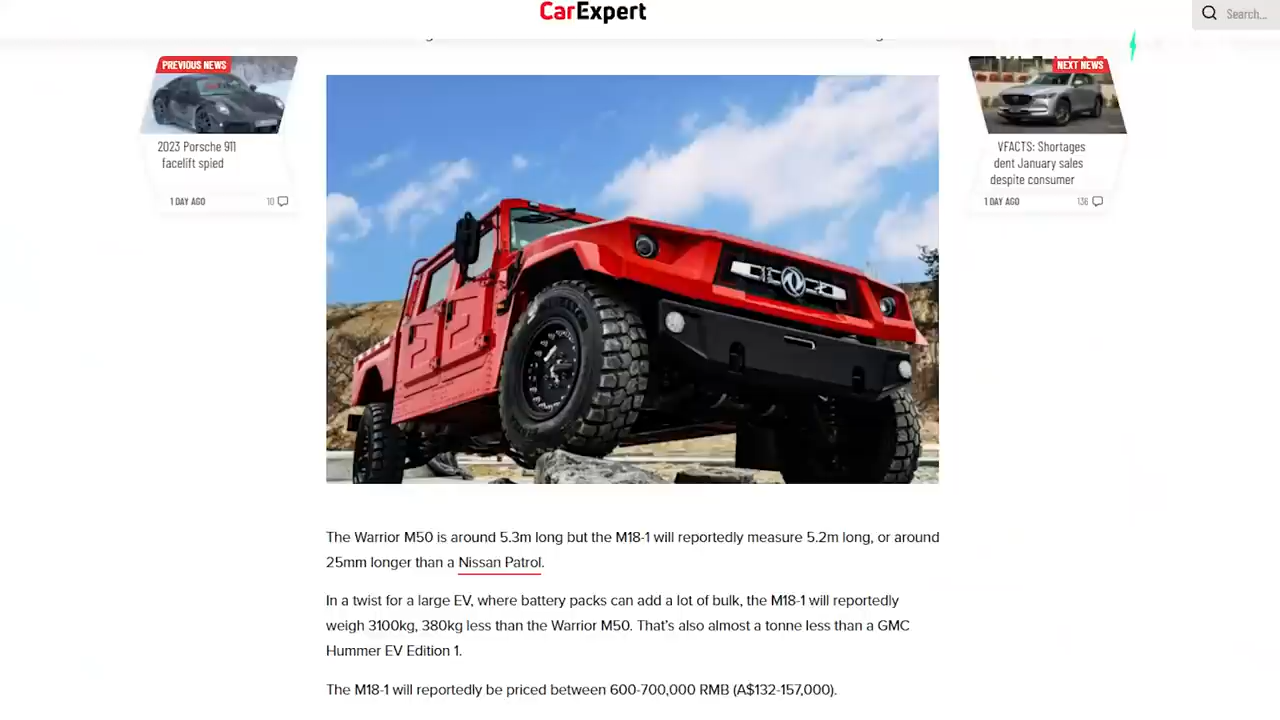 CarExpert
Search...
PREVIOUS NEWS
2023 Porsche 911
facelift spied
1 DAY AGO
10
NEXT NEWS
VFACTS: Shortages
dent January sales
despite consumer
1 DAY AGO
136
The Warrior M50 is around 5.3m long but the M18-1 will reportedly measure 5.2m long, or around
25mm longer than a Nissan Patrol.
In a twist for a large EV, where battery packs can add a lot of bulk, the M18-1 will reportedly
weigh 3100kg, 380kg less than the Warrior M50. That’s also almost a tonne less than a GMC
Hummer EV Edition 1.
The M18-1 will reportedly be priced between 600-700,000 RMB (A$132-157,000).